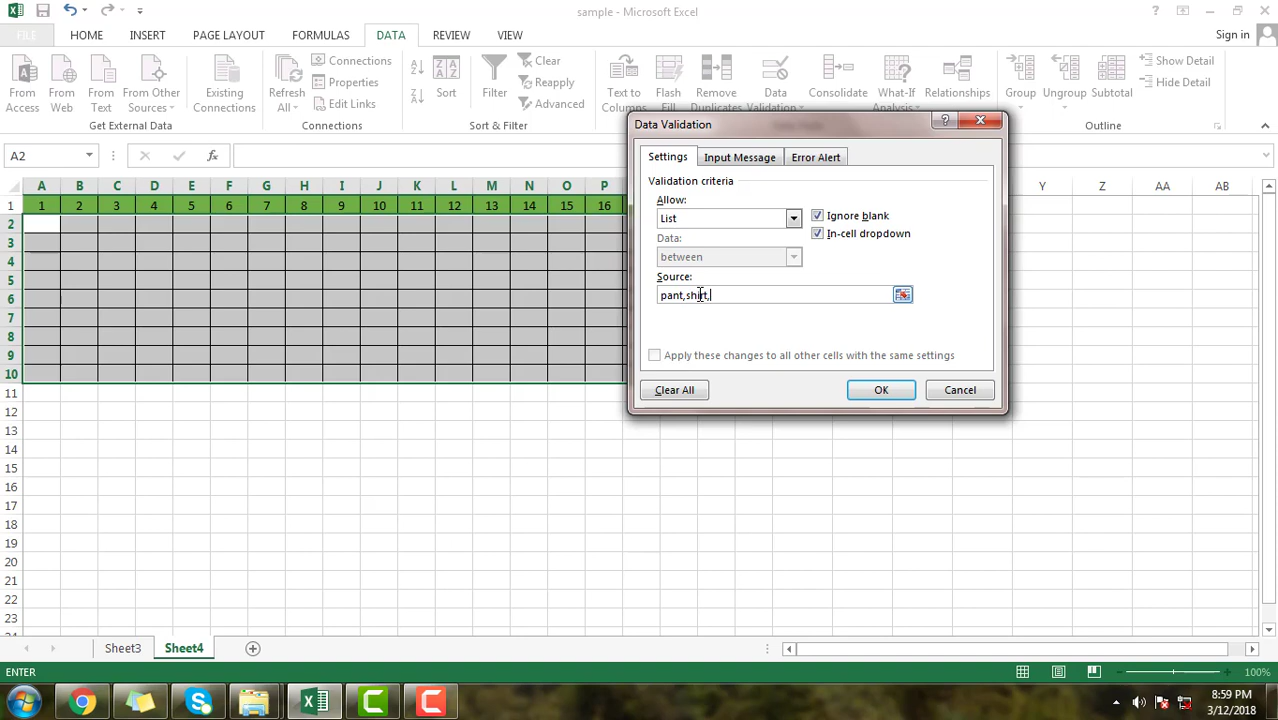 sample - Microsoft Excel
FILE HOME INSERT PAGE LAYOUT FORMULAS DATA REVIEW VIEW Sign in
From Access
From Web
From Text
From Other Sources
Existing Connections
Get External Data
Refresh All
Connections
Properties
Edit Links
Connections
Sort
Filter
Clear
Reapply
Advanced
Sort & Filter
Text to Columns
Flash Fill
Remove Duplicates
Data Validation
Consolidate
What-If Analysis
Relationships
Group
Ungroup
Subtotal
Show Detail
Hide Detail
Outline
A2
fx
A B C D E F G H I J K L M N O P Y Z AA AB
1 1 2 3 4 5 6 7 8 9 10 11 12 13 14 15 16
2
3
4
5
6
7
8
9
10
11
12
13
14
15
16
17
18
19
20
21
22
23
Data Validation
Settings Input Message Error Alert
Validation criteria
Allow:
List
Ignore blank
Data:
In-cell dropdown
between
Source:
pant,shirt,
Apply these changes to all other cells with the same settings
Clear All OK Cancel
Sheet3 Sheet4
ENTER 100%
8:59 PM
3/12/2018